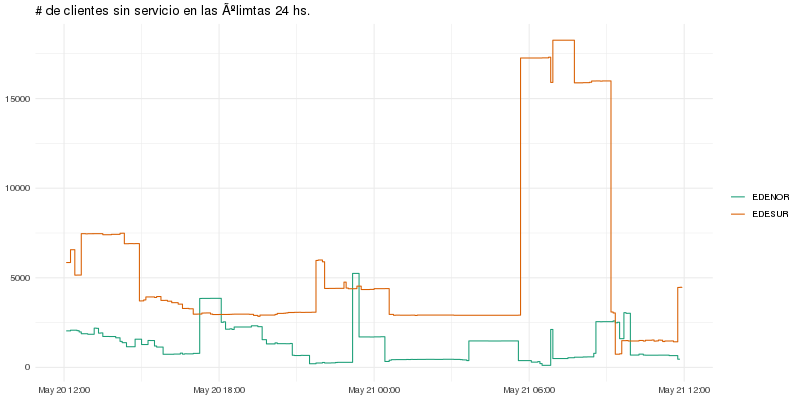 # de clientes sin servicio en las Ãºlimtas 24 hs.
15000
10000
5000
0
May 20 12:00
May 20 18:00
May 21 00:00
May 21 06:00
May 21 12:00
EDENOR
EDESUR